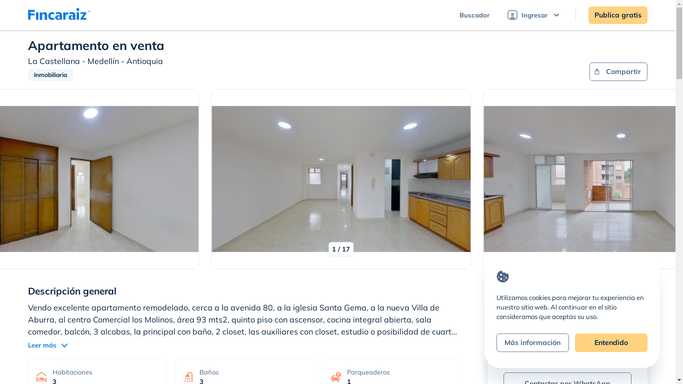 Fincaraiz
Buscador
Ingresar
Publica gratis
Apartamento en venta
La Castellana - Medellín - Antioquia
Inmobiliaria
Compartir
1 / 17
Descripción general
Vendo excelente apartamento remodelado, cerca a la avenida 80, a la iglesia Santa Gema, a la nueva Villa de
Aburra, al centro Comercial los Molinos, área 93 mts2, quinto piso con ascensor, cocina integral abierta, sala
comedor, balcón, 3 alcobas, la principal con baño, 2 closet, las auxiliares con closet, estudio o posibilidad de cuart...
Leer más
Habitaciones
3
Baños
3
Parqueaderos
1
Utilizamos cookies para mejorar tu experiencia en
nuestro sitio web. Al continuar en el sitio
consideramos que aceptas su uso.
Más información
Entendido
Contactar por WhatsApp